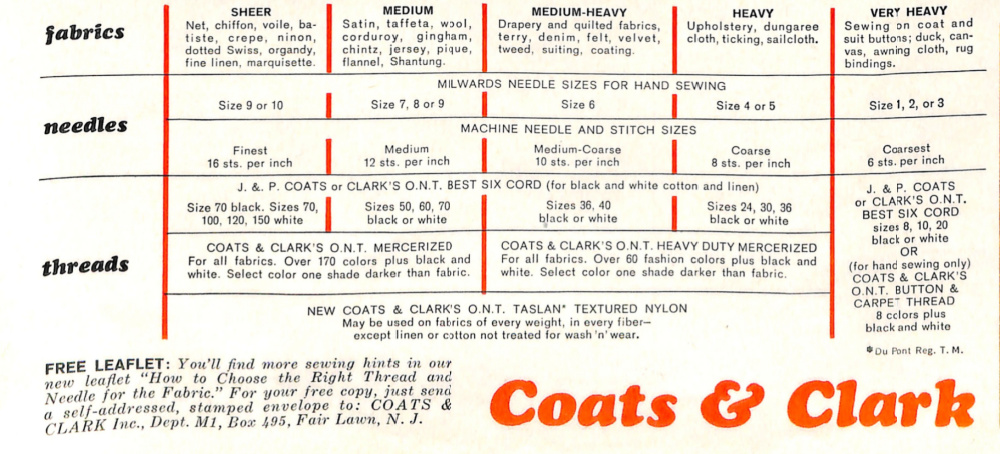 fabrics
SHEER
Net, chiffon, voile, ba-
tiste, crepe, ninon,
dotted Swiss, organdy,
fine linen, marquisette.
MEDIUM
Satin, taffeta, wool,
corduroy, gingham,
chintz, jersey, pique,
flannel, Shantung.
MEDIUM-HEAVY
Drapery and quilted fabrics,
terry, denim, felt, velvet,
tweed, suiting, coating.
HEAVY
Upholstery, dungaree
cloth, ticking, sailcloth.
VERY HEAVY
Sewing on coat and
suit buttons; duck, can-
vas, awning cloth, rug
bindings.
needles
MILWARDS NEEDLE SIZES FOR HAND SEWING
Size 9 or 10
Size 7, 8 or 9
Size 6
Size 4 or 5
Size 1, 2, or 3
MACHINE NEEDLE AND STITCH SIZES
Finest
16 sts. per inch
Medium
12 sts. per inch
Medium-Coarse
10 sts. per inch
Coarse
8 sts. per inch
Coarsest
6 sts. per inch
threads
J. &. P. COATS or CLARK'S O.N.T. BEST SIX CORD (for black and white cotton and linen)
Size 70 black. Sizes 70,
100, 120, 150 white
Sizes 50, 60, 70
black or white
Sizes 36, 40
black or white
Sizes 24, 30, 36
black or white
COATS & CLARK'S O.N.T. MERCERIZED
For all fabrics. Over 170 colors plus black and
white. Select color one shade darker than fabric.
COATS & CLARK'S O.N.T. HEAVY DUTY MERCERIZED
For all fabrics. Over 60 fashion colors plus black and
white. Select color one shade darker than fabric.
NEW COATS & CLARK'S O.N.T. TASLAN* TEXTURED NYLON
May be used on fabrics of every weight, in every fiber—
except linen or cotton not treated for wash 'n' wear.
J. & P. COATS
or CLARK'S O.N.T.
BEST SIX CORD
sizes 8, 10, 20
black or white
OR
(for hand sewing only)
COATS & CLARK'S
O.N.T. BUTTON &
CARPET THREAD
8 colors plus
black and white
*Du Pont Reg. T. M.
FREE LEAFLET: You'll find more sewing hints in our
new leaflet "How to Choose the Right Thread and
Needle for the Fabric." For your free copy, just send
a self-addressed, stamped envelope to: COATS &
CLARK Inc., Dept. M1, Box 495, Fair Lawn, N. J.
Coats & Clark